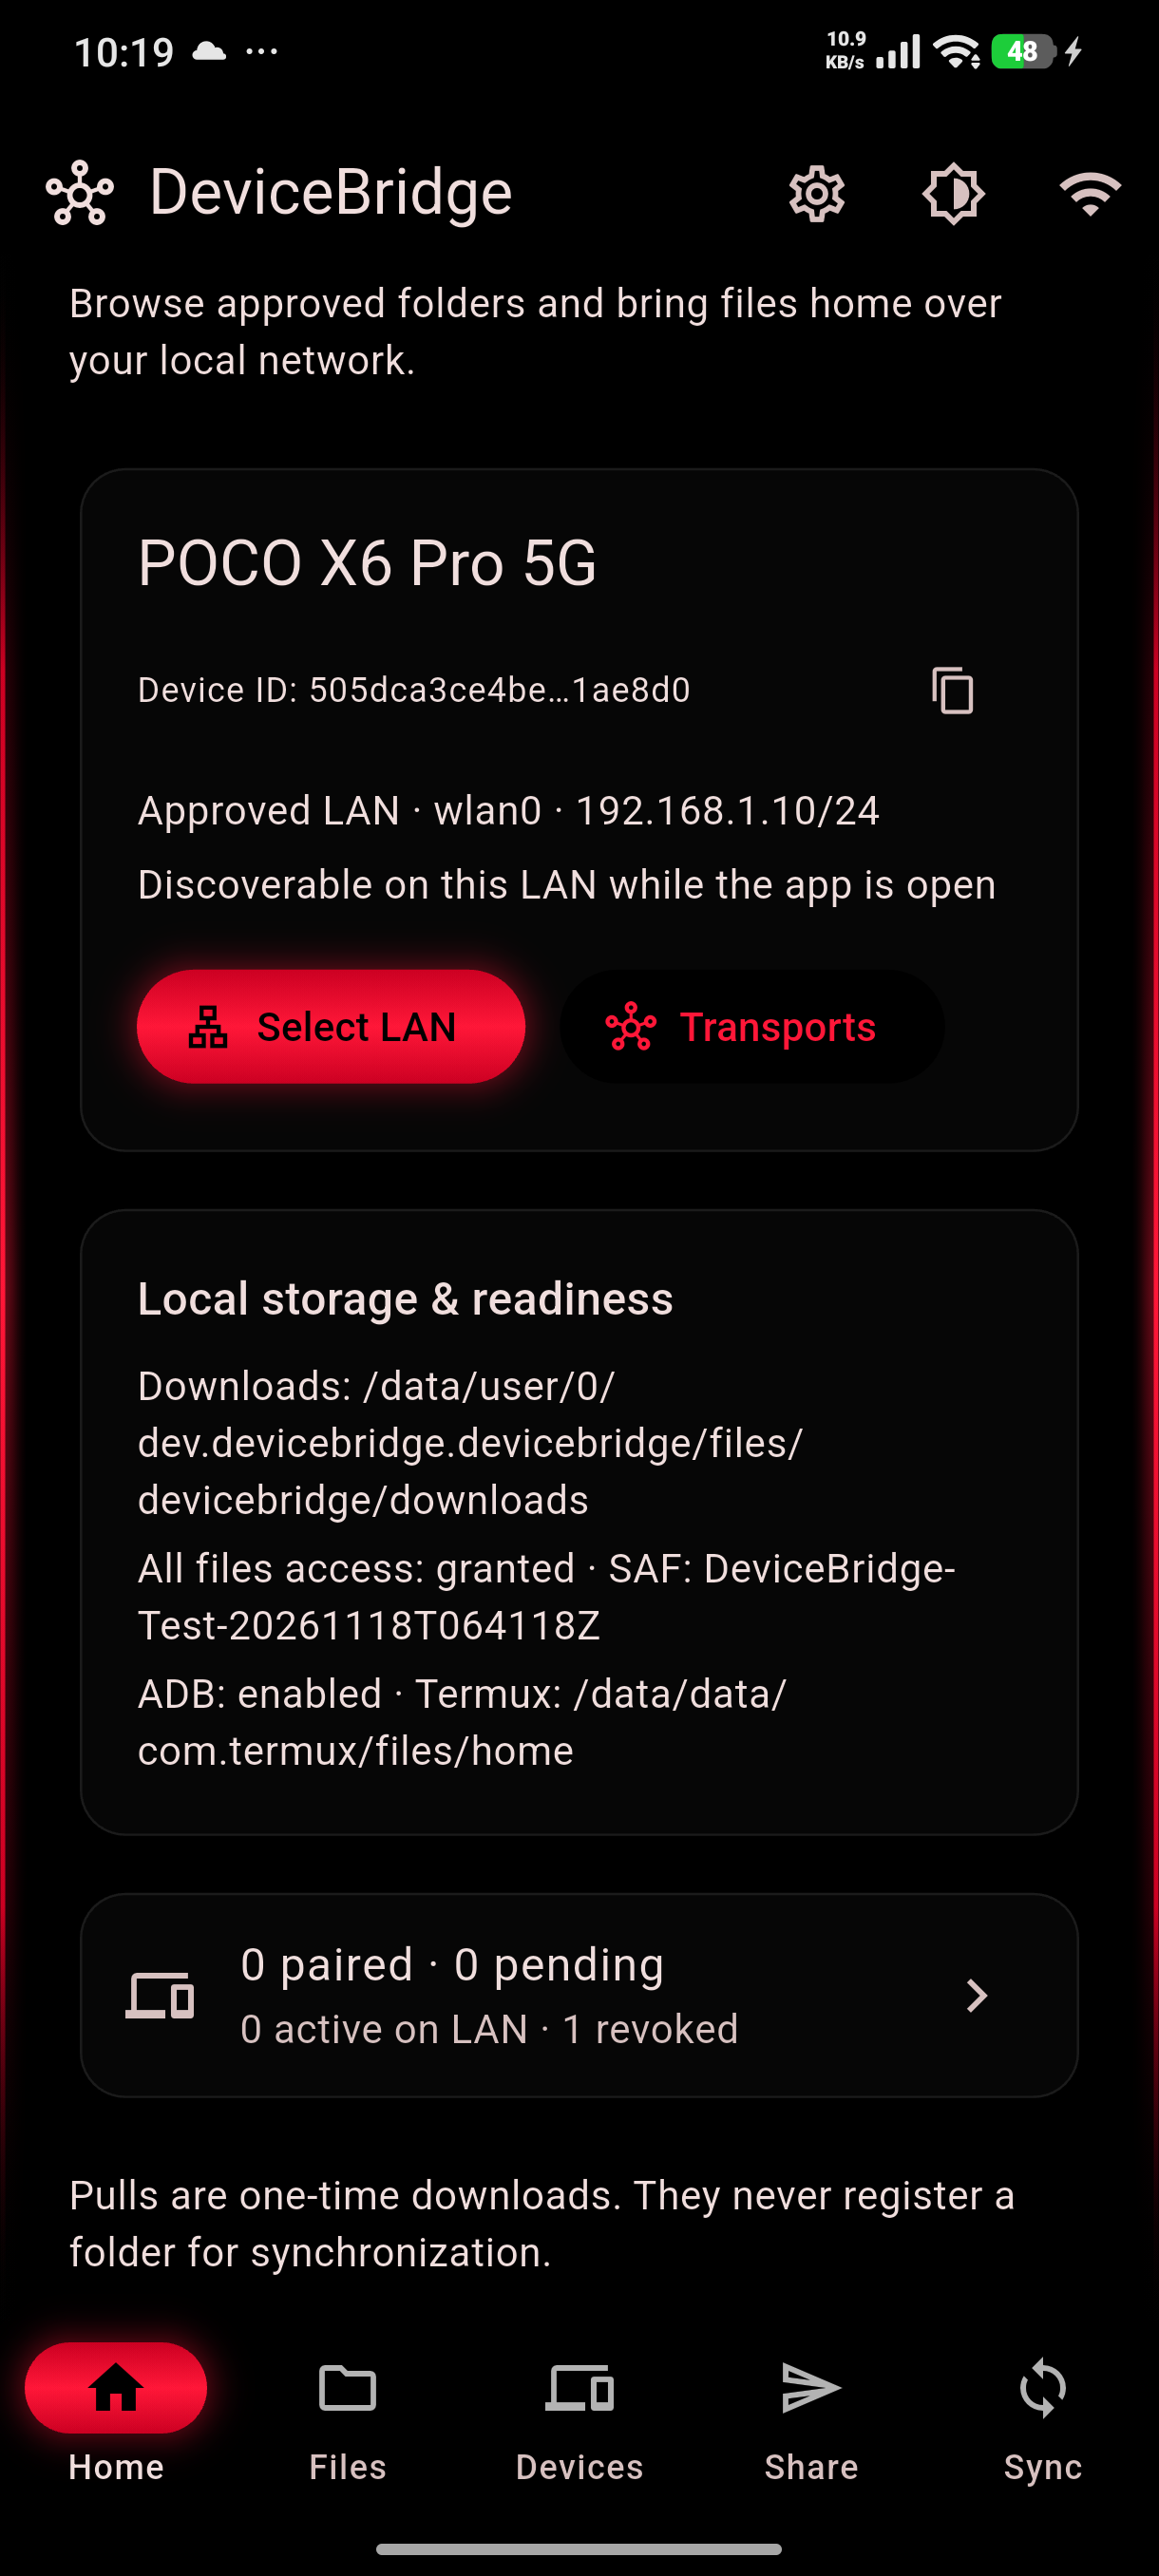 10:19 ...
10.9
KB/s
48
DeviceBridge
Browse approved folders and bring files home over
your local network.
POCO X6 Pro 5G
Device ID: 505dca3ce4be…1ae8d0
Approved LAN · wlan0 · 192.168.1.10/24
Discoverable on this LAN while the app is open
Select LAN
Transports
Local storage & readiness
Downloads: /data/user/0/
dev.devicebridge.devicebridge/files/
devicebridge/downloads
All files access: granted · SAF: DeviceBridge-
Test-20261118T064118Z
ADB: enabled · Termux: /data/data/
com.termux/files/home
0 paired · 0 pending
0 active on LAN · 1 revoked
Pulls are one-time downloads. They never register a
folder for synchronization.
Home
Files
Devices
Share
Sync